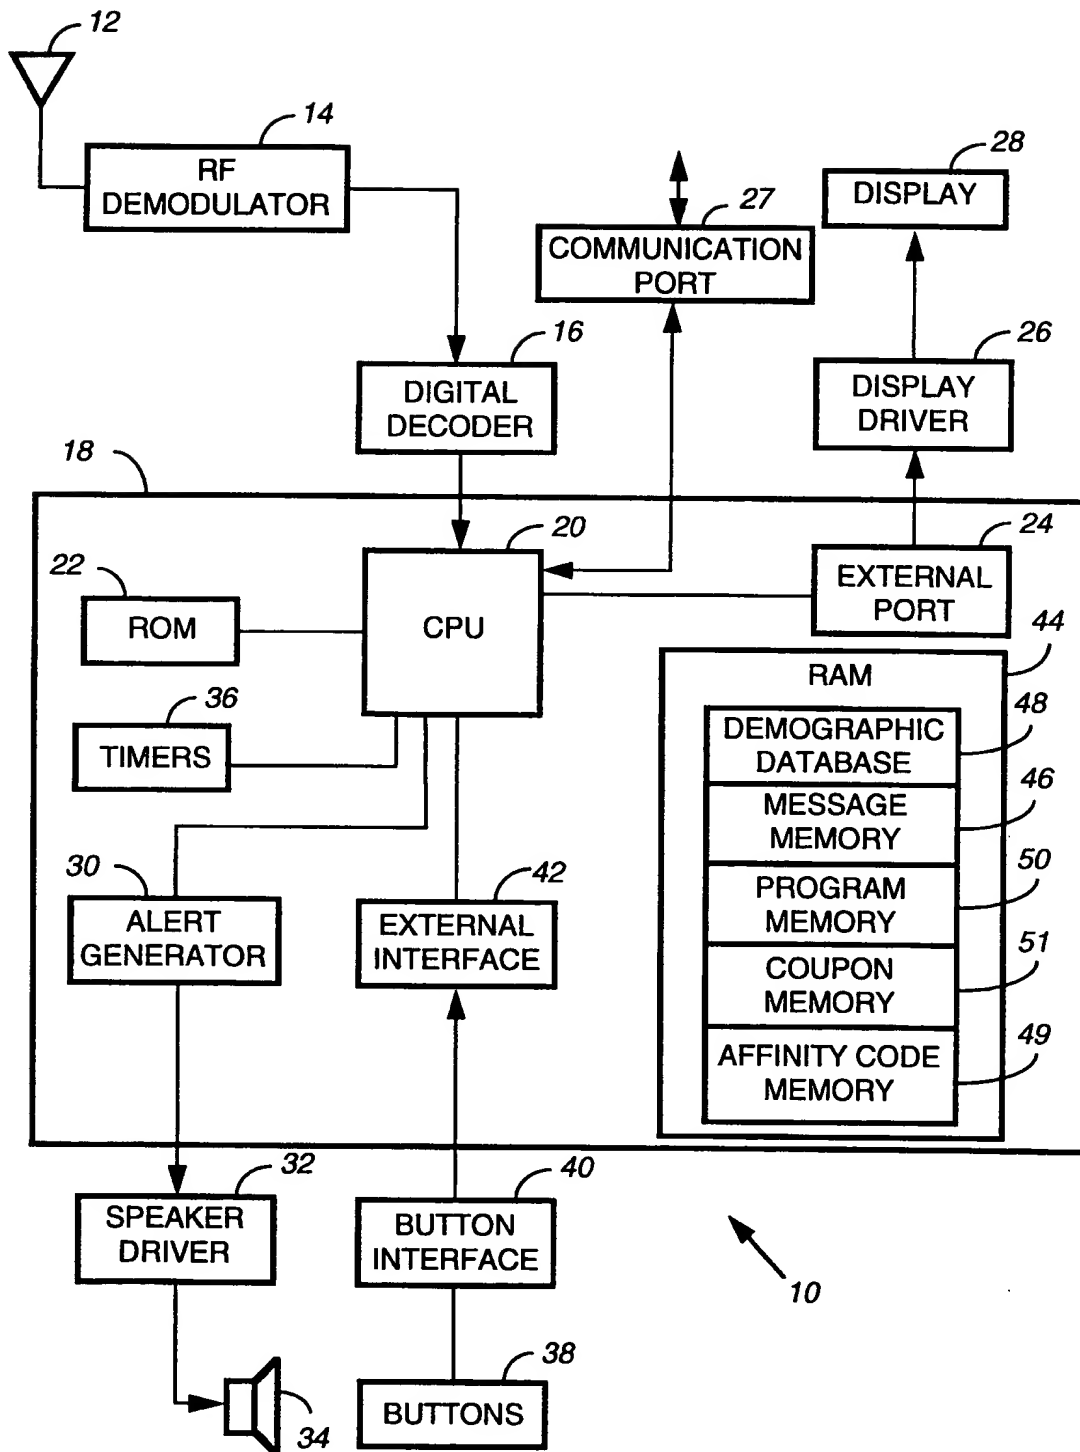 12
14
RF
DEMODULATOR
28
DISPLAY
27
COMMUNICATION
PORT
26
DISPLAY
DRIVER
16
DIGITAL
DECODER
18
20
CPU
24
EXTERNAL
PORT
22
ROM
44
RAM
36
TIMERS
48
DEMOGRAPHIC
DATABASE
46
MESSAGE
MEMORY
50
PROGRAM
MEMORY
51
COUPON
MEMORY
49
AFFINITY CODE
MEMORY
30
ALERT
GENERATOR
42
EXTERNAL
INTERFACE
32
SPEAKER
DRIVER
40
BUTTON
INTERFACE
10
34
38
BUTTONS